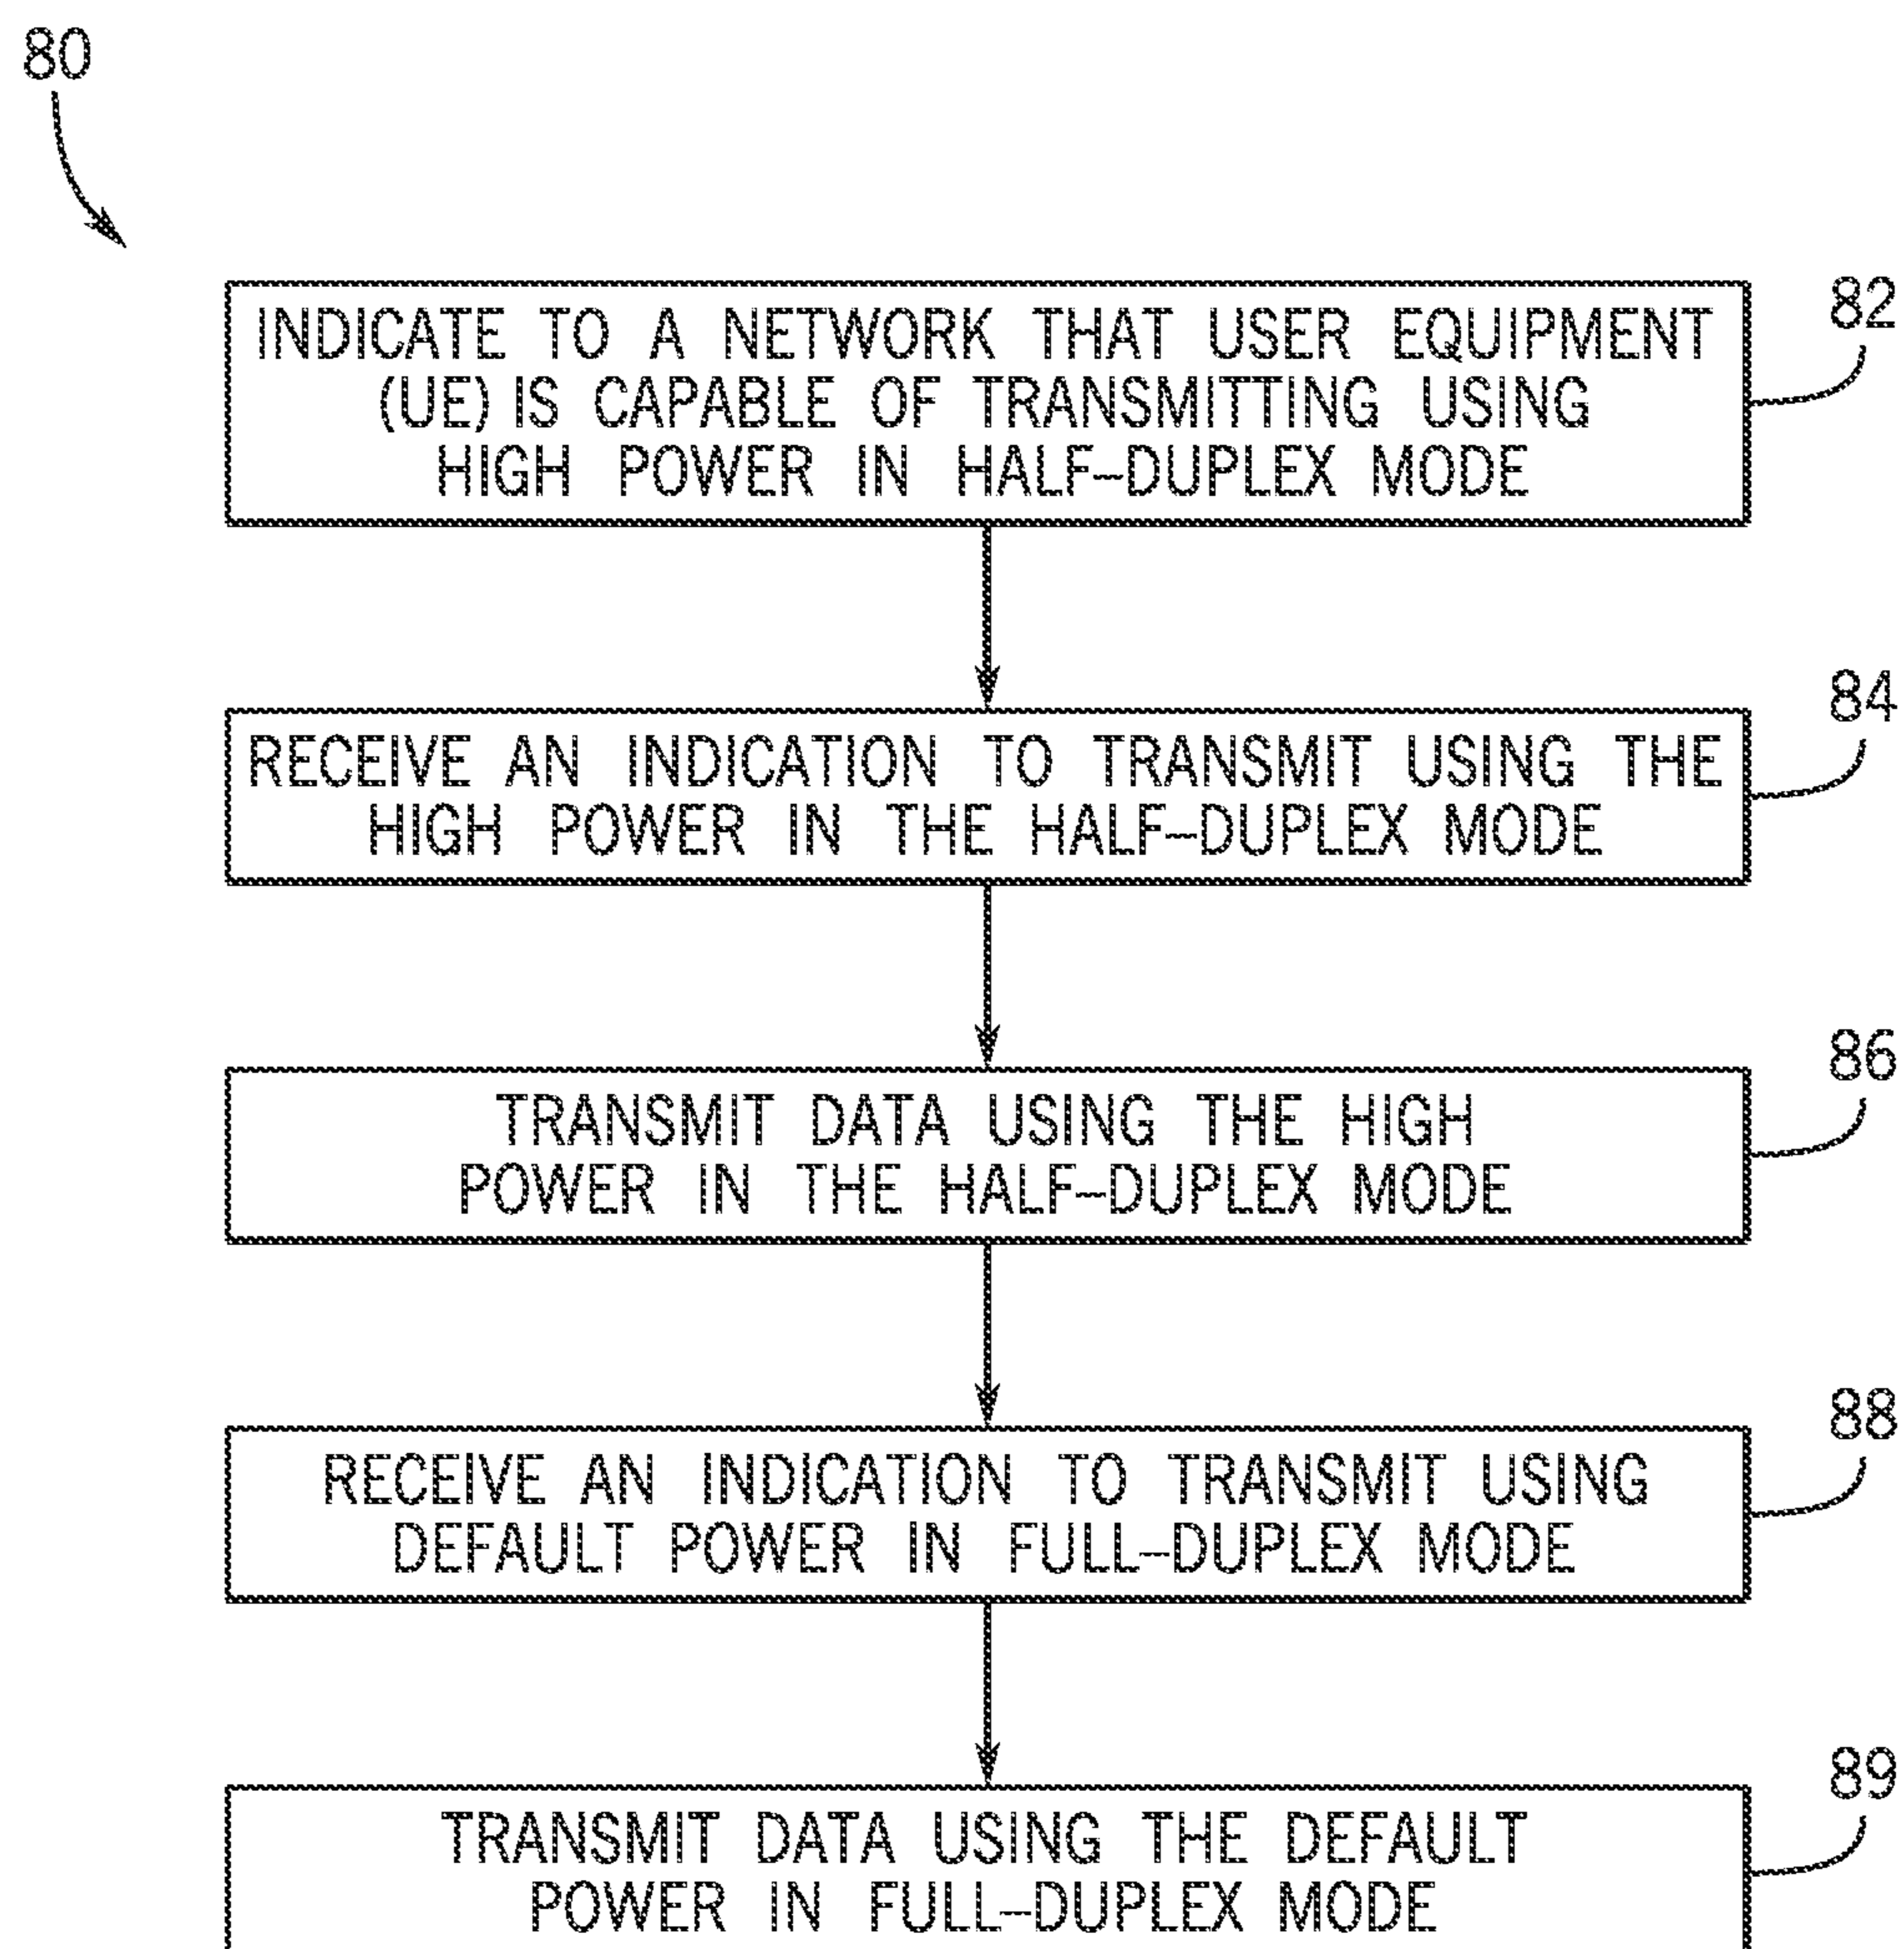 80
INDICATE TO A NETWORK THAT USER EQUIPMENT
(UE) IS CAPABLE OF TRANSMITTING USING
HIGH POWER IN HALF–DUPLEX MODE
82
RECEIVE AN INDICATION TO TRANSMIT USING THE
HIGH POWER IN THE HALF–DUPLEX MODE
84
TRANSMIT DATA USING THE HIGH
POWER IN THE HALF–DUPLEX MODE
86
RECEIVE AN INDICATION TO TRANSMIT USING
DEFAULT POWER IN FULL–DUPLEX MODE
88
TRANSMIT DATA USING THE DEFAULT
POWER IN FULL–DUPLEX MODE
89